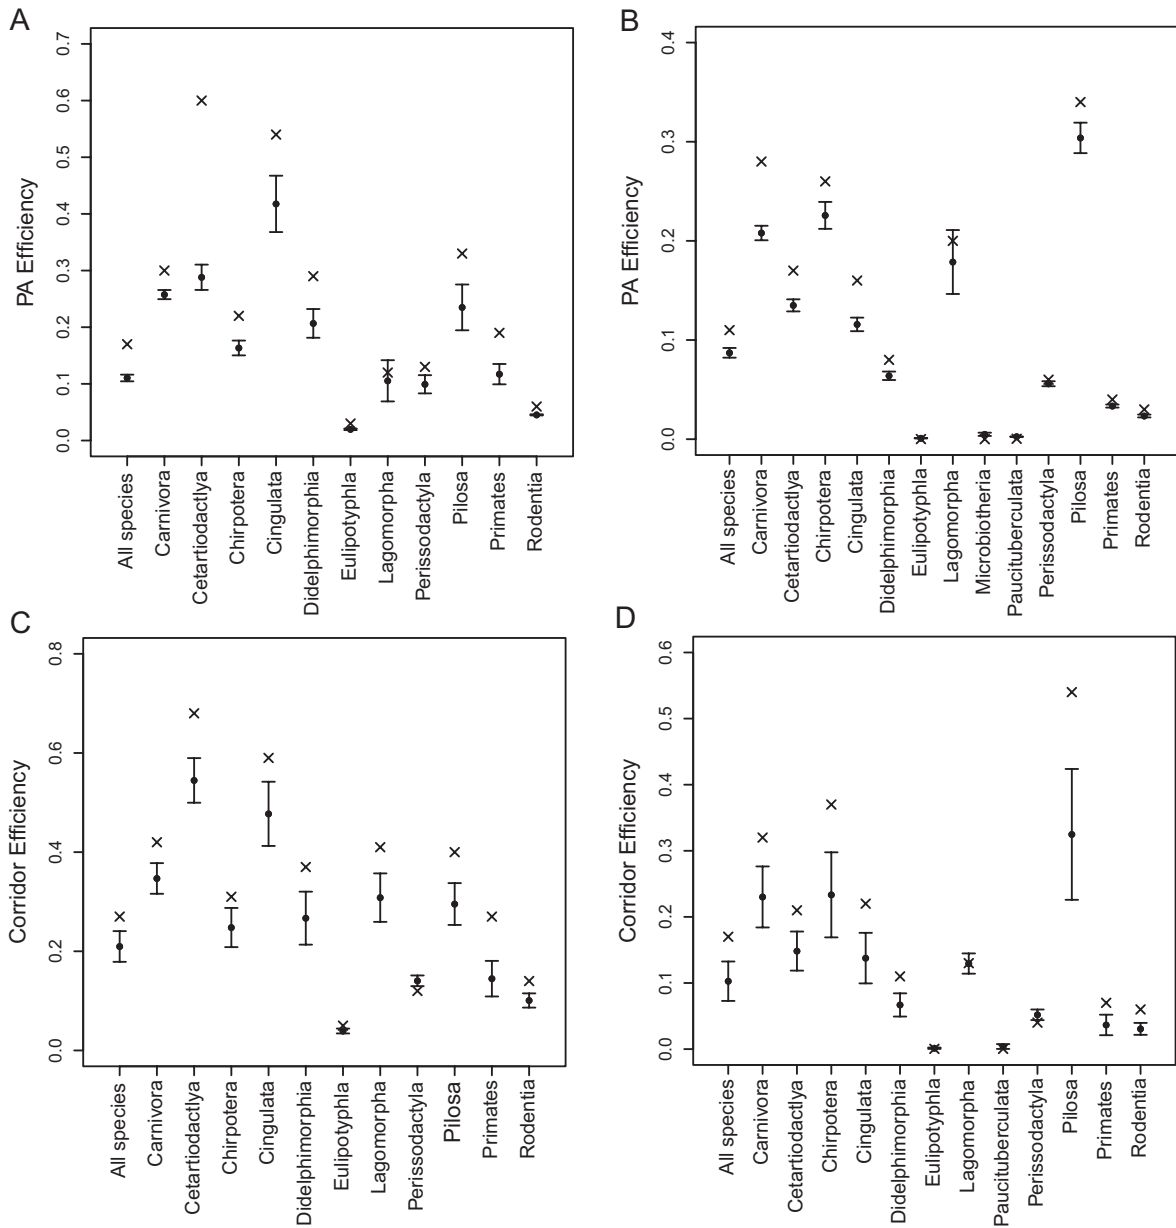 A
PA Efficiency
0.7
0.6
0.5
0.4
0.3
0.2
0.1
0.0
All species
Carnivora
Cetartiodactlya
Chirpotera
Cingulata
Didelphimorphia
Eulipotyphla
Lagomorpha
Perissodactyla
Pilosa
Primates
Rodentia
B
PA Efficiency
0.4
0.3
0.2
0.1
0.0
All species
Carnivora
Cetartiodactlya
Chirpotera
Cingulata
Didelphimorphia
Eulipotyphla
Lagomorpha
Microbiotheria
Paucituberculata
Perissodactyla
Pilosa
Primates
Rodentia
C
Corridor Efficiency
0.8
0.6
0.4
0.2
0.0
All species
Carnivora
Cetartiodactlya
Chirpotera
Cingulata
Didelphimorphia
Eulipotyphla
Lagomorpha
Perissodactyla
Pilosa
Primates
Rodentia
D
Corridor Efficiency
0.6
0.5
0.4
0.3
0.2
0.1
0.0
All species
Carnivora
Cetartiodactlya
Chirpotera
Cingulata
Didelphimorphia
Eulipotyphla
Lagomorpha
Paucituberculata
Perissodactyla
Pilosa
Primates
Rodentia